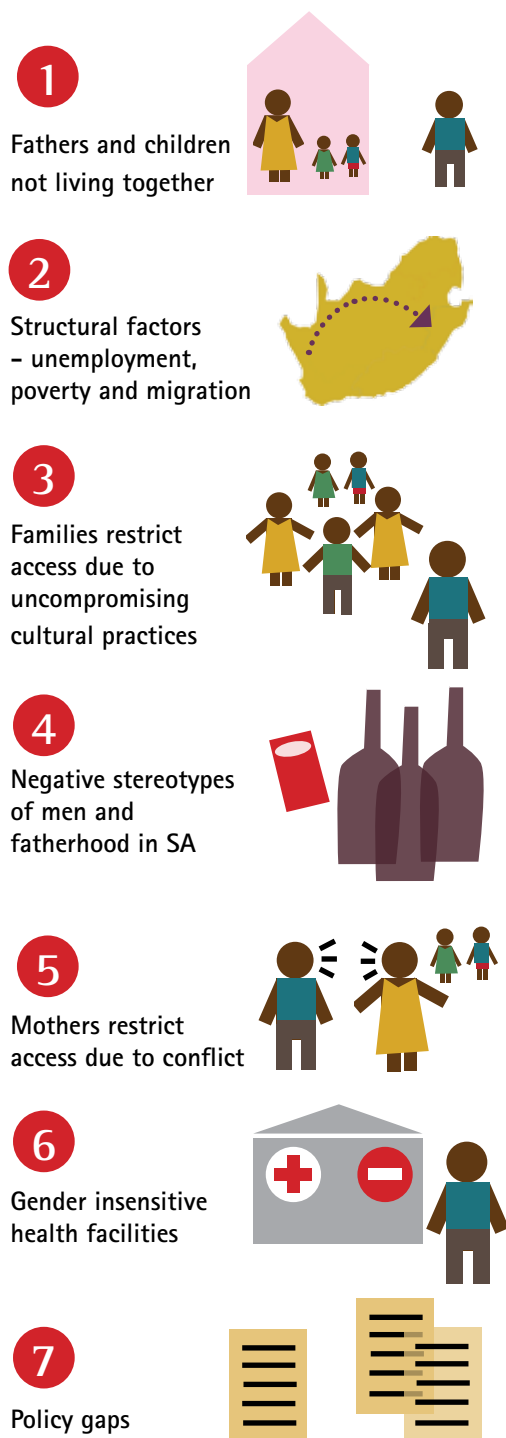 1
Fathers and children
not living together
2
Structural factors
– unemployment,
poverty and migration
3
Families restrict
access due to
uncompromising
cultural practices
4
Negative stereotypes
of men and
fatherhood in SA
5
Mothers restrict
access due to conflict
6
Gender insensitive
health facilities
7
Policy gaps